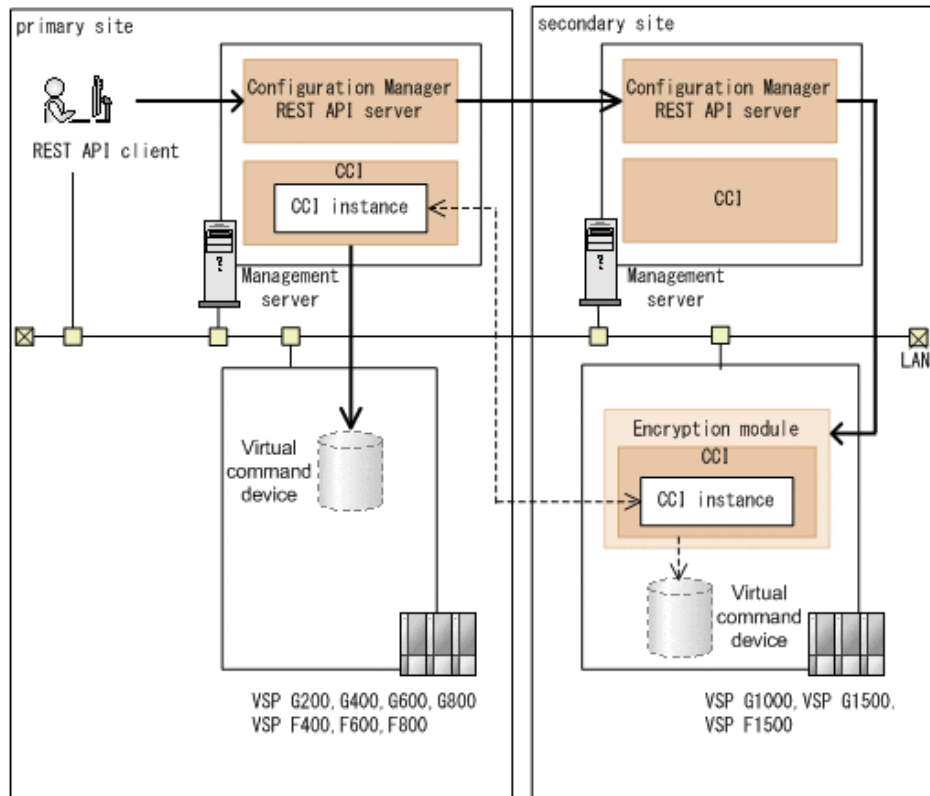 primary site
REST API client
Configuration Manager
REST API server
CCI
CCI instance
Management
server
Virtual
command
device
VSP G200,G400,G600,G800
VSP F400,F600,F800
secondary site
Configuration Manager
REST API server
CCI
Management
server
LAN
Encryption module
CCI
CCI instance
Virtual
command
device
VSP G1000,VSP G1500.
VSP F1500